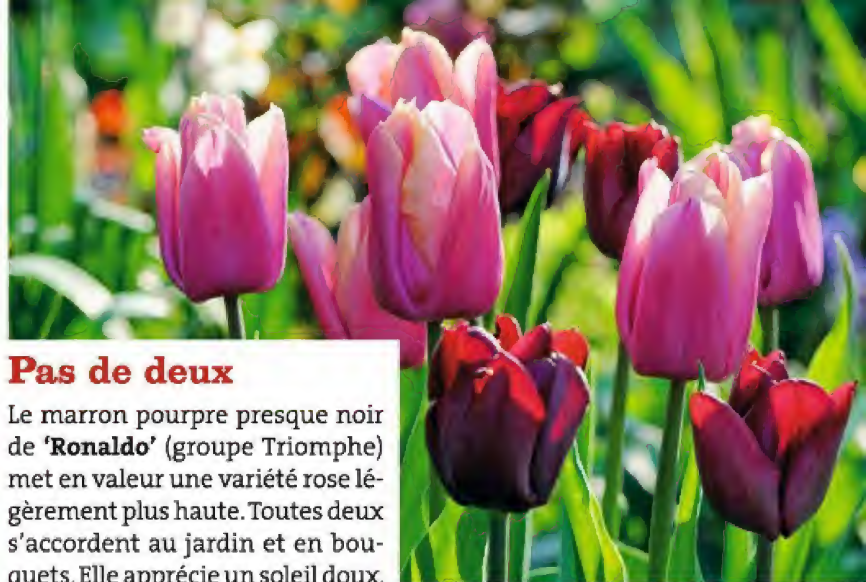 Pas de deux
Le marron pourpre presque noir
de 'Ronaldo' (groupe Triomphe)
met en valeur une variété rose lé-
gèrement plus haute. Toutes deux
s'accordent au jardin et en bou-
quets. Elle apprécie un soleil doux.